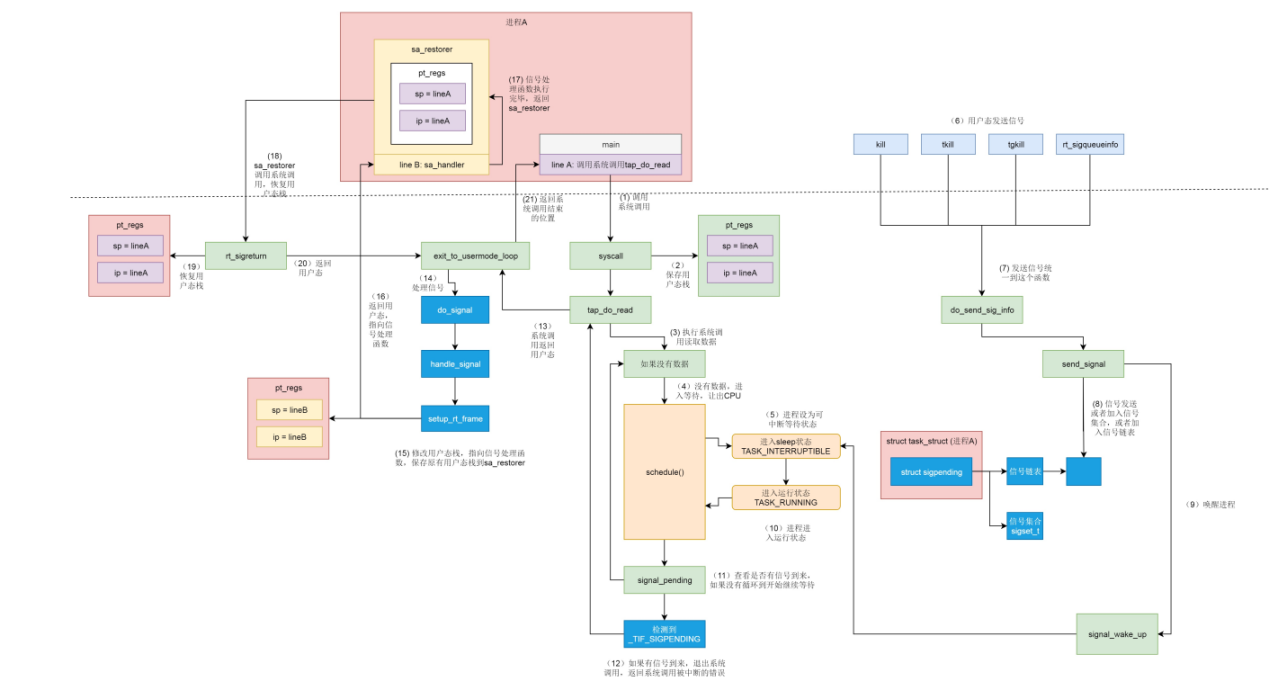 进程A
sa_restorer
pt_regs
sp = lineA
ip = lineA
line B: sa_handler
(17) 信号处
理函数执行
完毕，返回
sa_restorer
main
line A: 调用系统调用tap_do_read
（6）用户态发送信号
kill
tkill
tgkill
rt_sigqueueinfo
(18)
sa_restorer
调用系统调
用，恢复用
户态栈
(21) 返回系
统调用结束
的位置
(1) 调用
系统调用
pt_regs
sp = lineA
ip = lineA
（19）
恢复用
户态栈
rt_sigreturn
（20）返回
用户态
exit_to_usermode_loop
syscall
（2）
保存用
户态栈
pt_regs
sp = lineA
ip = lineA
(7) 发送信号统
一到这个函数
（14）
处理信号
（16）
返回用
户态，
指向信
号处理
函数
do_signal
tap_do_read
do_send_sig_info
（13）
系统调
用返回
用户态
(3) 执行系统调
用读取数据
handle_signal
如果没有数据
send_signal
（4）没有数据，进
入等待，让出CPU
pt_regs
sp = lineB
ip = lineB
setup_rt_frame
(8) 信号发送
或者加入信号
集合，或者加
入信号链表
（5）进程设为可
中断等待状态
进入sleep状态
TASK_INTERRUPTIBLE
struct task_struct (进程A)
struct sigpending
信号链表
(15) 修改用户态栈，指向信号处理函
数，保存原有用户态栈到sa_restorer
schedule()
进入运行状态
TASK_RUNNING
（9）唤醒进程
（10）进程进
入运行状态
信号集合
sigset_t
signal_pending
（11）查看是否有信号到来，
如果没有循环到开始继续等待
检测到
_TIF_SIGPENDING
signal_wake_up
（12）如果有信号到来，退出系统
调用，返回系统调用被中断的错误